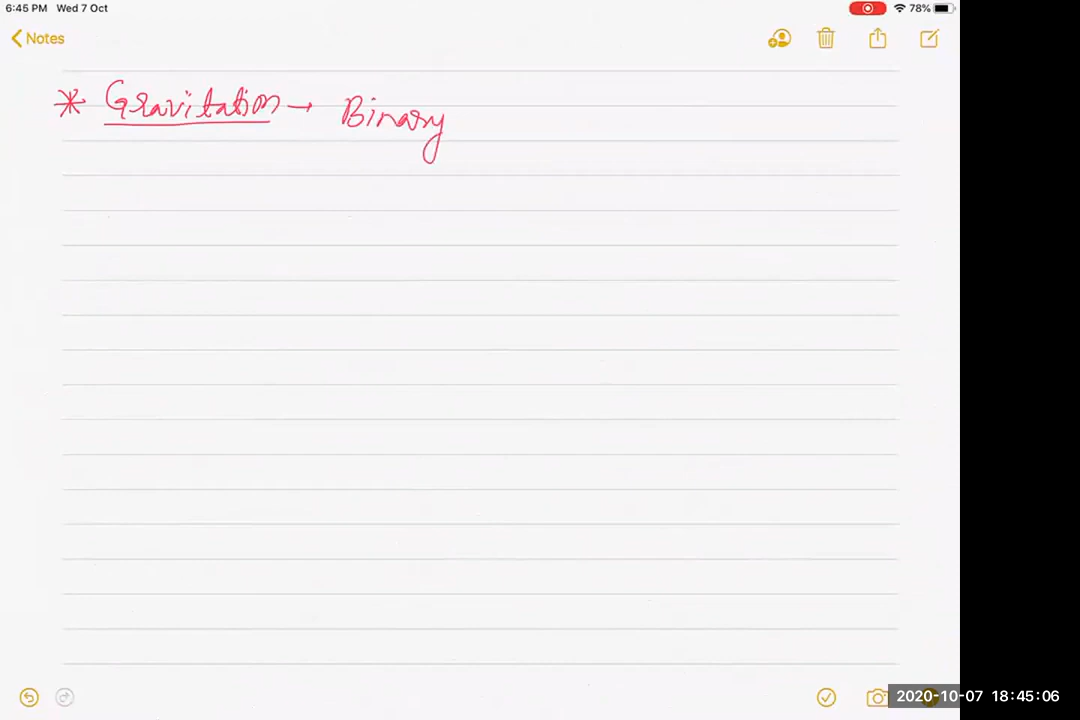 6:45 PM Wed 7 Oct 78%
Notes
* Gravitation → Binary
2020-10-07 18:45:06